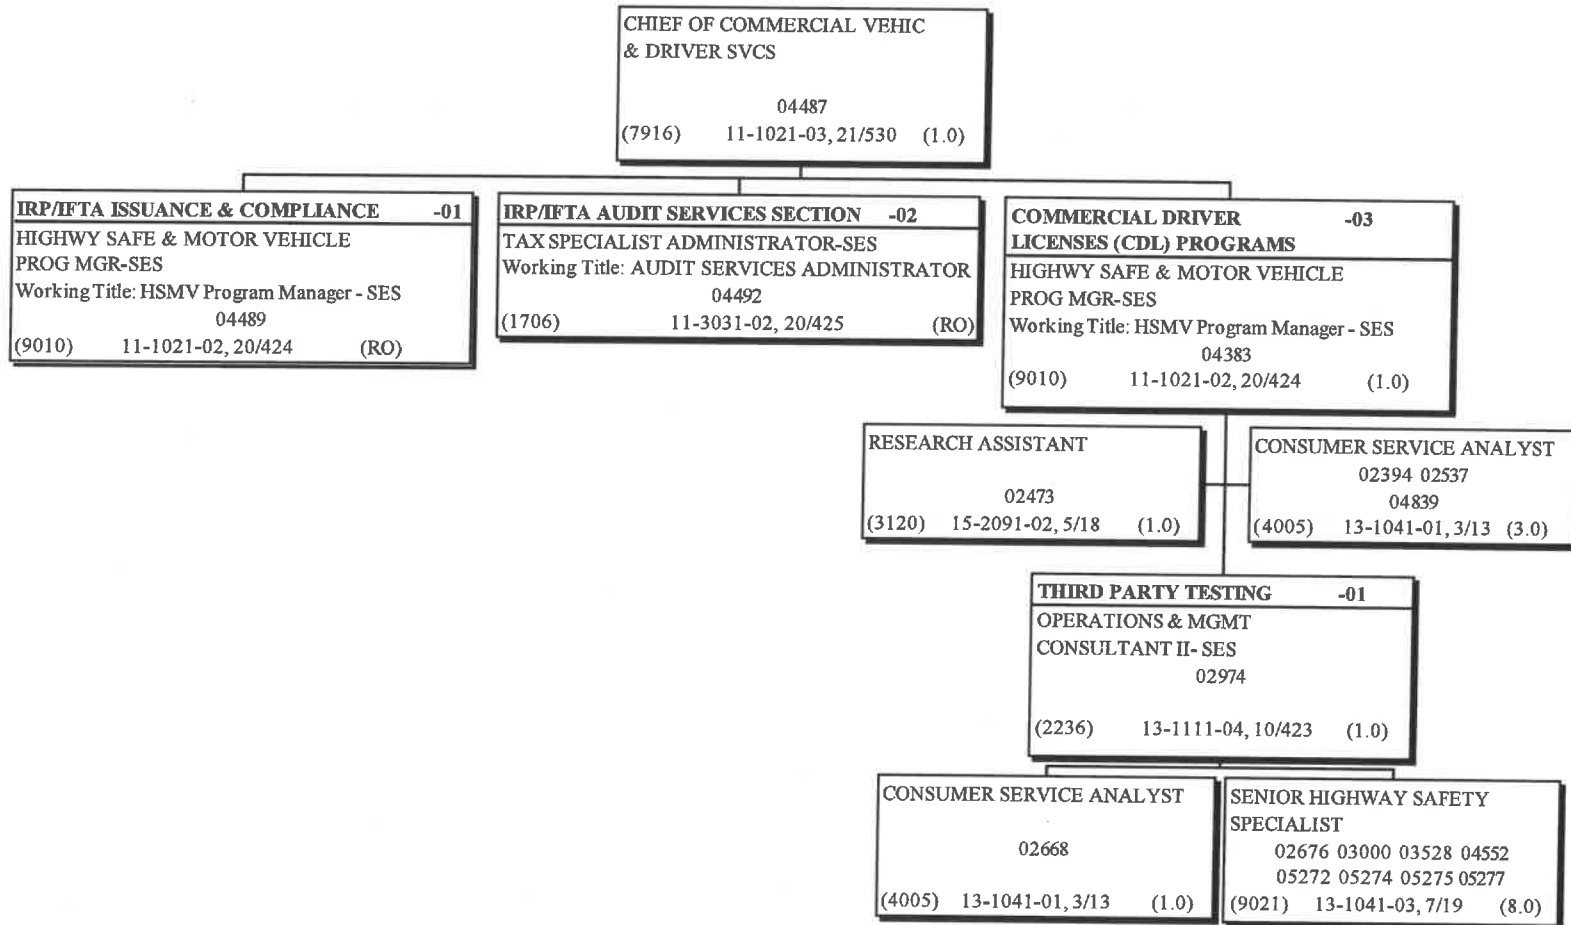 CHIEF OF COMMERCIAL VEHIC
& DRIVER SVCS
04487
(7916) 11-1021-03, 21/530 (1.0)
IRP/IFTA ISSUANCE & COMPLIANCE -01
HIGHWY SAFE & MOTOR VEHICLE
PROG MGR-SES
Working Title: HSMV Program Manager - SES
04489
(9010) 11-1021-02, 20/424 (RO)
IRP/IFTA AUDIT SERVICES SECTION -02
TAX SPECIALIST ADMINISTRATOR-SES
Working Title: AUDIT SERVICES ADMINISTRATOR
04492
(1706) 11-3031-02, 20/425 (RO)
COMMERCIAL DRIVER -03
LICENSES (CDL) PROGRAMS
HIGHWY SAFE & MOTOR VEHICLE
PROG MGR-SES
Working Title: HSMV Program Manager - SES
04383
(9010) 11-1021-02, 20/424 (1.0)
RESEARCH ASSISTANT
02473
(3120) 15-2091-02, 5/18 (1.0)
CONSUMER SERVICE ANALYST
02394 02537
04839
(4005) 13-1041-01, 3/13 (3.0)
THIRD PARTY TESTING -01
OPERATIONS & MGMT
CONSULTANT II- SES
02974
(2236) 13-1111-04, 10/423 (1.0)
CONSUMER SERVICE ANALYST
02668
(4005) 13-1041-01, 3/13 (1.0)
SENIOR HIGHWAY SAFETY
SPECIALIST
02676 03000 03528 04552
05272 05274 05275 05277
(9021) 13-1041-03, 7/19 (8.0)